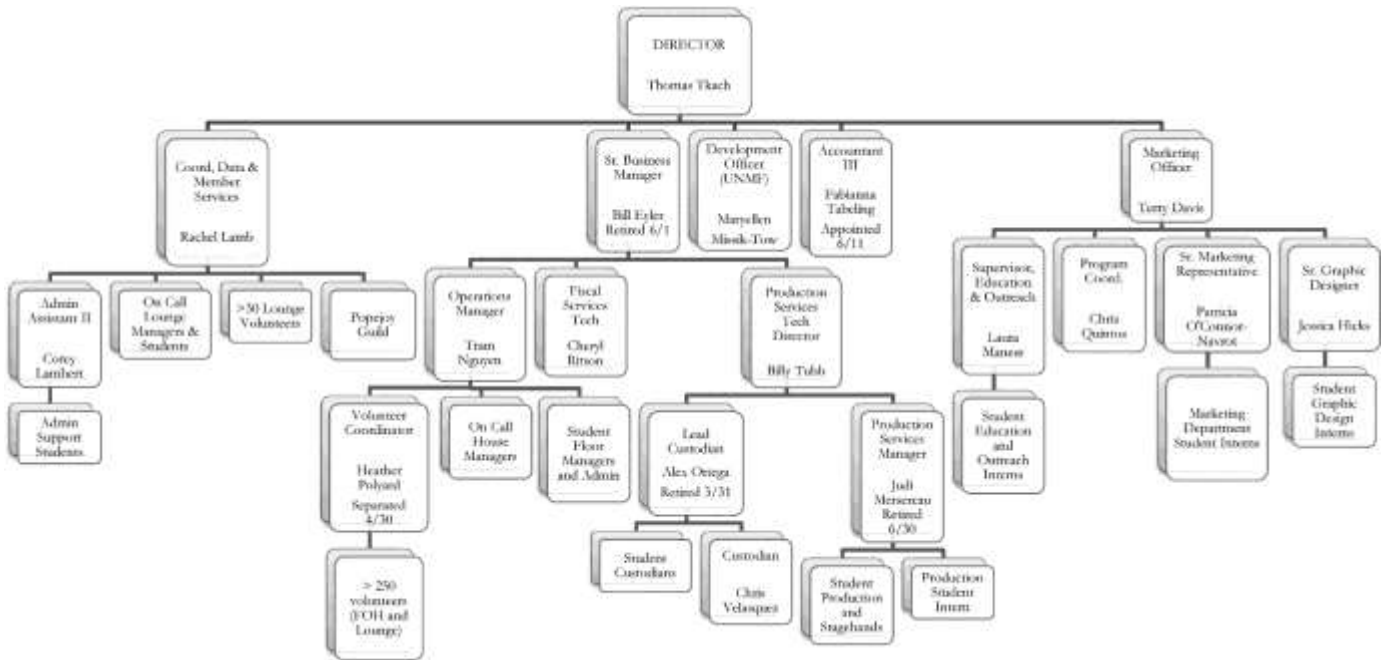 DIRECTOR
Thomas Tkach
Coord, Data &
Member
Services
Rachel Lamb
Sr. Business
Manager
Bill Eyler
Retired 6/1
Development
Officer
(UNMF)
Maryellen
Missik-Tow
Accountant
III
Fabianna
Tabeling
Appointed
6/11
Marketing
Officer
Terry Davis
Admin
Assistant II
Corey
Lambert
On Call
Lounge
Managers &
Students
>50 Lounge
Volunteers
Popejoy
Guild
Operations
Manager
Tram
Nguyen
Fiscal
Services
Tech
Cheryl
Production
Services
Tech
Director
Billy Tubb
Supervisor,
Education
& Outreach
Laura
Manese
Program
Coord.
Chris
Quintos
Sr. Marketing
Representative
Patricia
O'Connor-
Navrot
Sr. Graphic
Designer
Jessica Hicks
Admin
Support
Students
Volunteer
Coordinator
Heather
Polyard
Separated
4/30
On Call
House
Managers
Student
Floor
Managers
and Admin
Lead
Custodian
Alex Ortega
Retired 3/31
Production
Services
Manager
Judi
Mersereau
Retired
6/30
Student
Education
and
Outreach
Interns
Marketing
Department
Student Interns
Student
Graphic
Design
Interns
> 250
volunteers
(FOH and
Lounge)
Student
Custodians
Custodian
Chris
Velasquez
Student
Production
and
Stagehands
Production
Student
Intern